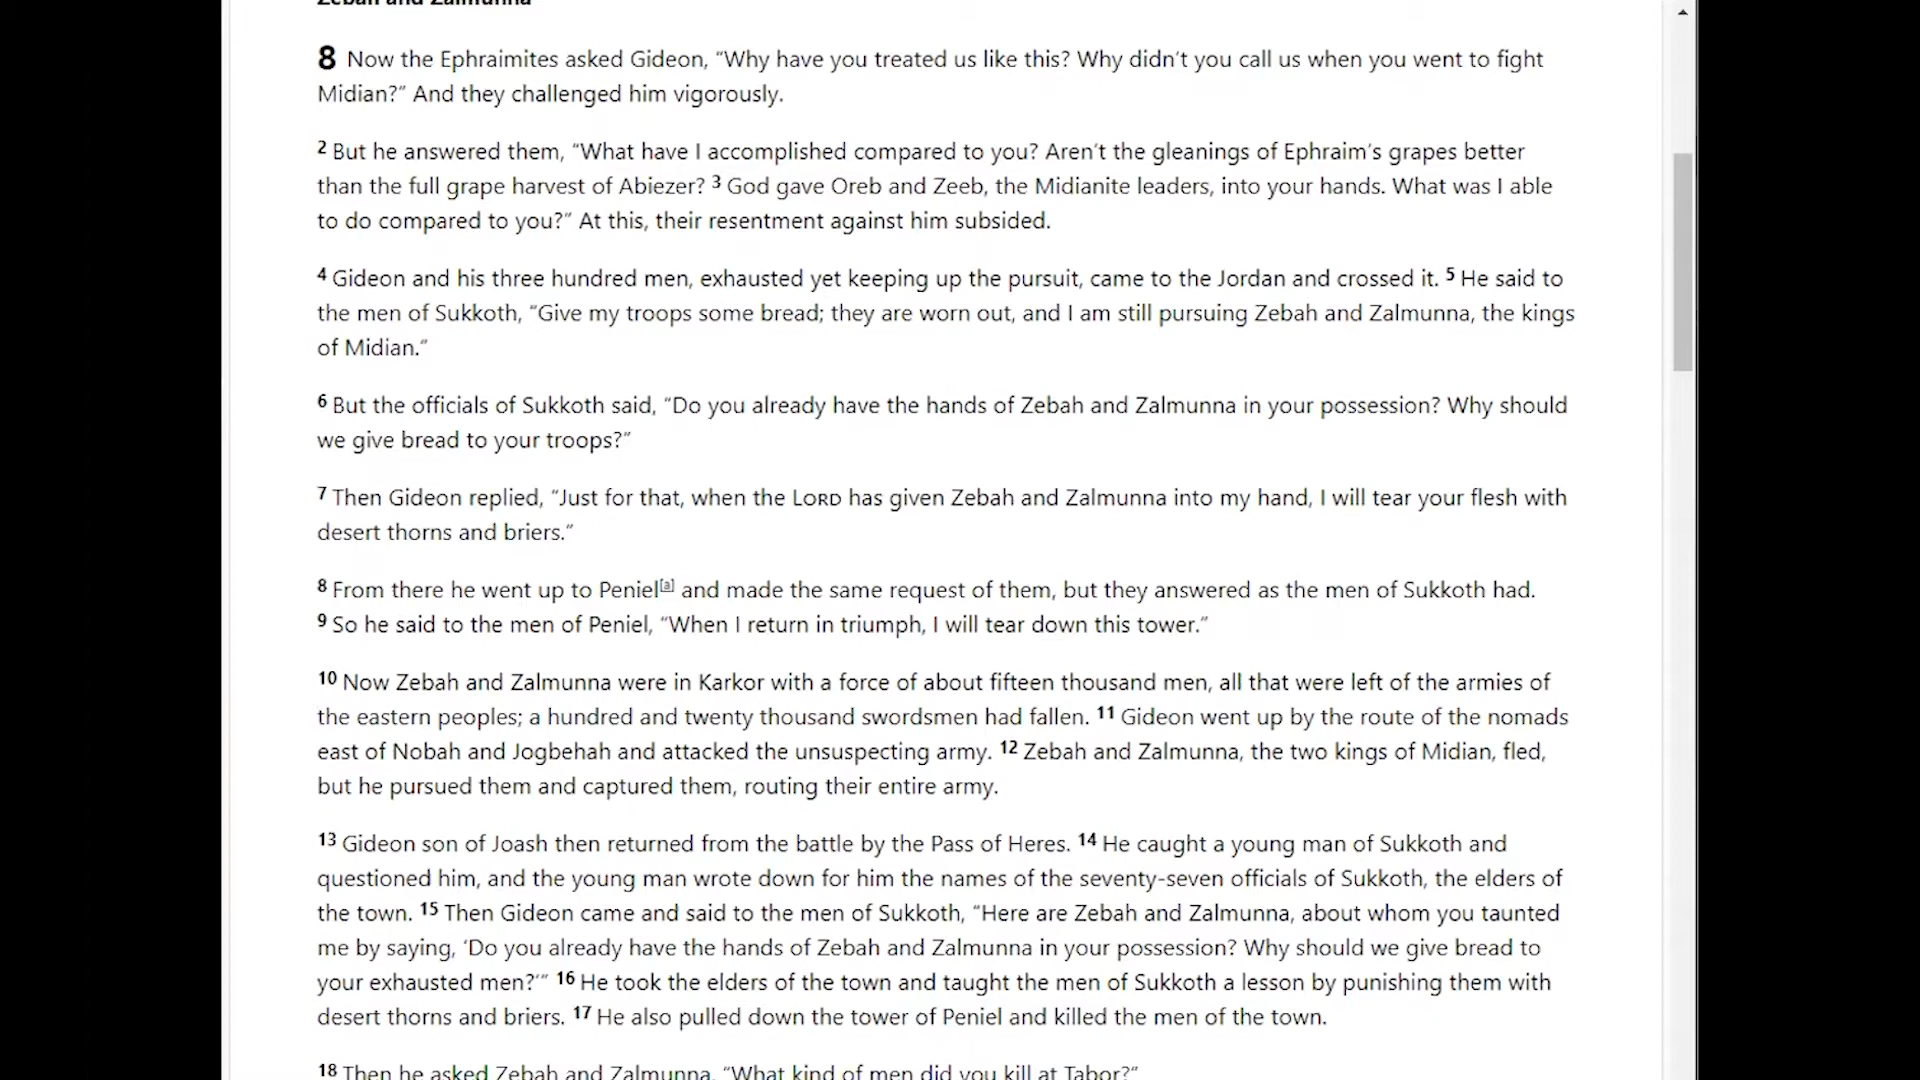 Zebah and Zalmunna
8 Now the Ephraimites asked Gideon, “Why have you treated us like this? Why didn’t you call us when you went to fight
Midian?” And they challenged him vigorously.
2 But he answered them, “What have I accomplished compared to you? Aren’t the gleanings of Ephraim’s grapes better
than the full grape harvest of Abiezer? 3 God gave Oreb and Zeeb, the Midianite leaders, into your hands. What was I able
to do compared to you?” At this, their resentment against him subsided.
4 Gideon and his three hundred men, exhausted yet keeping up the pursuit, came to the Jordan and crossed it. 5 He said to
the men of Sukkoth, “Give my troops some bread; they are worn out, and I am still pursuing Zebah and Zalmunna, the kings
of Midian.”
6 But the officials of Sukkoth said, “Do you already have the hands of Zebah and Zalmunna in your possession? Why should
we give bread to your troops?”
7 Then Gideon replied, “Just for that, when the LORD has given Zebah and Zalmunna into my hand, I will tear your flesh with
desert thorns and briers.”
8 From there he went up to Peniel[a] and made the same request of them, but they answered as the men of Sukkoth had.
9 So he said to the men of Peniel, “When I return in triumph, I will tear down this tower.”
10 Now Zebah and Zalmunna were in Karkor with a force of about fifteen thousand men, all that were left of the armies of
the eastern peoples; a hundred and twenty thousand swordsmen had fallen. 11 Gideon went up by the route of the nomads
east of Nobah and Jogbehah and attacked the unsuspecting army. 12 Zebah and Zalmunna, the two kings of Midian, fled,
but he pursued them and captured them, routing their entire army.
13 Gideon son of Joash then returned from the battle by the Pass of Heres. 14 He caught a young man of Sukkoth and
questioned him, and the young man wrote down for him the names of the seventy-seven officials of Sukkoth, the elders of
the town. 15 Then Gideon came and said to the men of Sukkoth, “Here are Zebah and Zalmunna, about whom you taunted
me by saying, ‘Do you already have the hands of Zebah and Zalmunna in your possession? Why should we give bread to
your exhausted men?’” 16 He took the elders of the town and taught the men of Sukkoth a lesson by punishing them with
desert thorns and briers. 17 He also pulled down the tower of Peniel and killed the men of the town.
18 Then he asked Zebah and Zalmunna, “What kind of men did you kill at Tabor?”